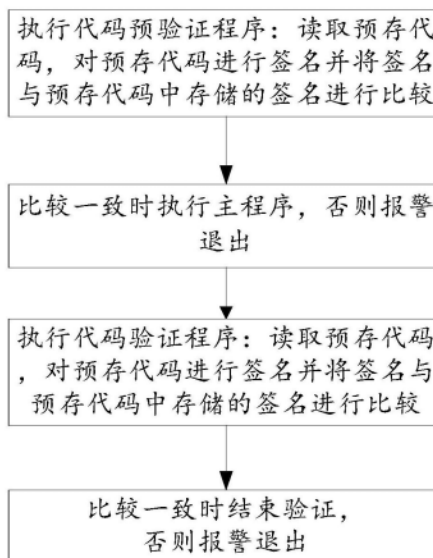 执行代码预验证程序：读取预存代
码，对预存代码进行签名并将签名
与预存代码中存储的签名进行比较
比较一致时执行主程序，否则报警
退出
执行代码验证程序：读取预存代码
，对预存代码进行签名并将签名与
预存代码中存储的签名进行比较
比较一致时结束验证，
否则报警退出